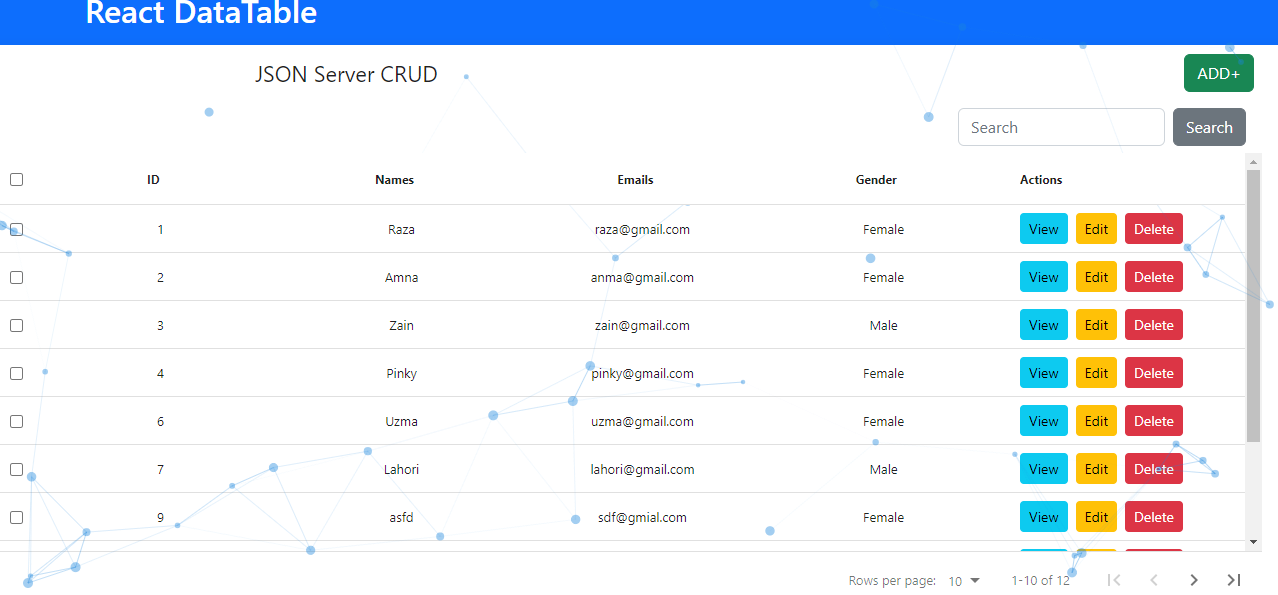 React DataTable
JSON Server CRUD
ADD+
Search Search
ID Names Emails Gender Actions
1 Raza raza@gmail.com Female View Edit Delete
2 Amna anma@gmail.com Female View Edit Delete
3 Zain zain@gmail.com Male View Edit Delete
4 Pinky pinky@gmail.com Female View Edit Delete
6 Uzma uzma@gmail.com Female View Edit Delete
7 Lahori lahori@gmail.com Male View Edit Delete
9 asfd sdf@gmial.com Female View Edit Delete
Rows per page: 10 1-10 of 12